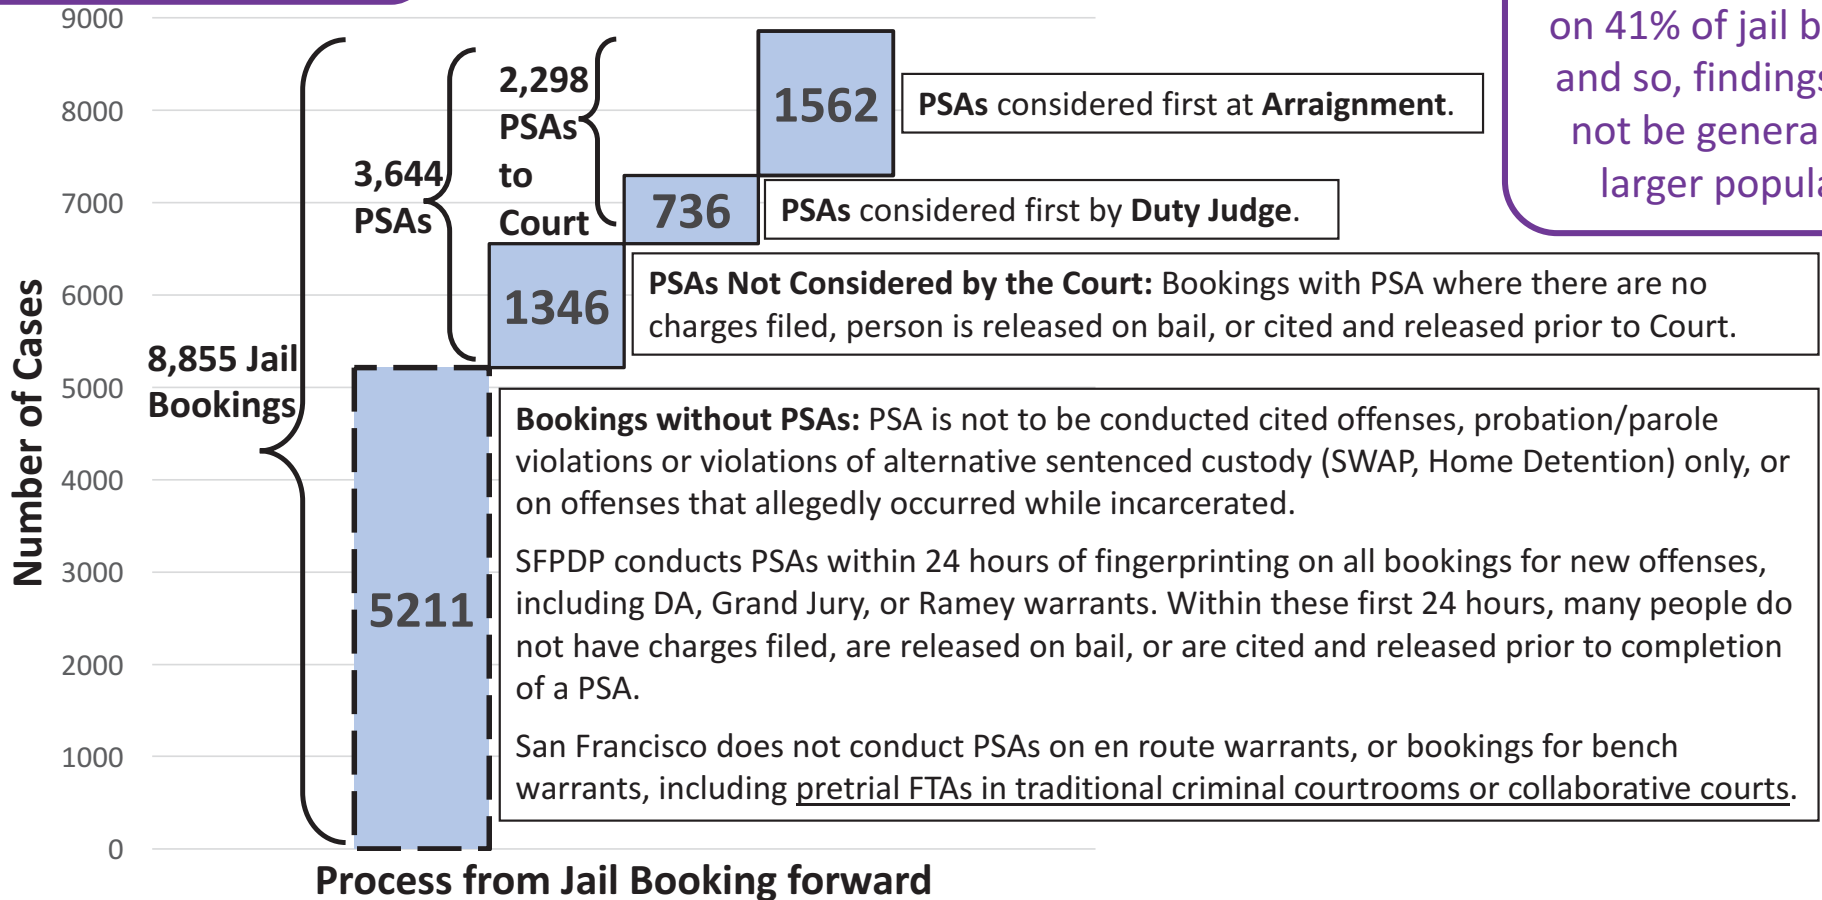 on 41% of jail b
and so, findings
not be genera
larger popula
Number of Cases
9000
8000
7000
6000
5000
4000
3000
2000
1000
0
8,855 Jail
Bookings
3,644
PSAs
2,298
PSAs
to
Court
1562
PSAs considered first at Arraignment.
736
PSAs considered first by Duty Judge.
1346
PSAs Not Considered by the Court: Bookings with PSA where there are no
charges filed, person is released on bail, or cited and released prior to Court.
5211
Bookings without PSAs: PSA is not to be conducted cited offenses, probation/parole
violations or violations of alternative sentenced custody (SWAP, Home Detention) only, or
on offenses that allegedly occurred while incarcerated.
SFPDP conducts PSAs within 24 hours of fingerprinting on all bookings for new offenses,
including DA, Grand Jury, or Ramey warrants. Within these first 24 hours, many people do
not have charges filed, are released on bail, or are cited and released prior to completion
of a PSA.
San Francisco does not conduct PSAs on en route warrants, or bookings for bench
warrants, including pretrial FTAs in traditional criminal courtrooms or collaborative courts.
Process from Jail Booking forward